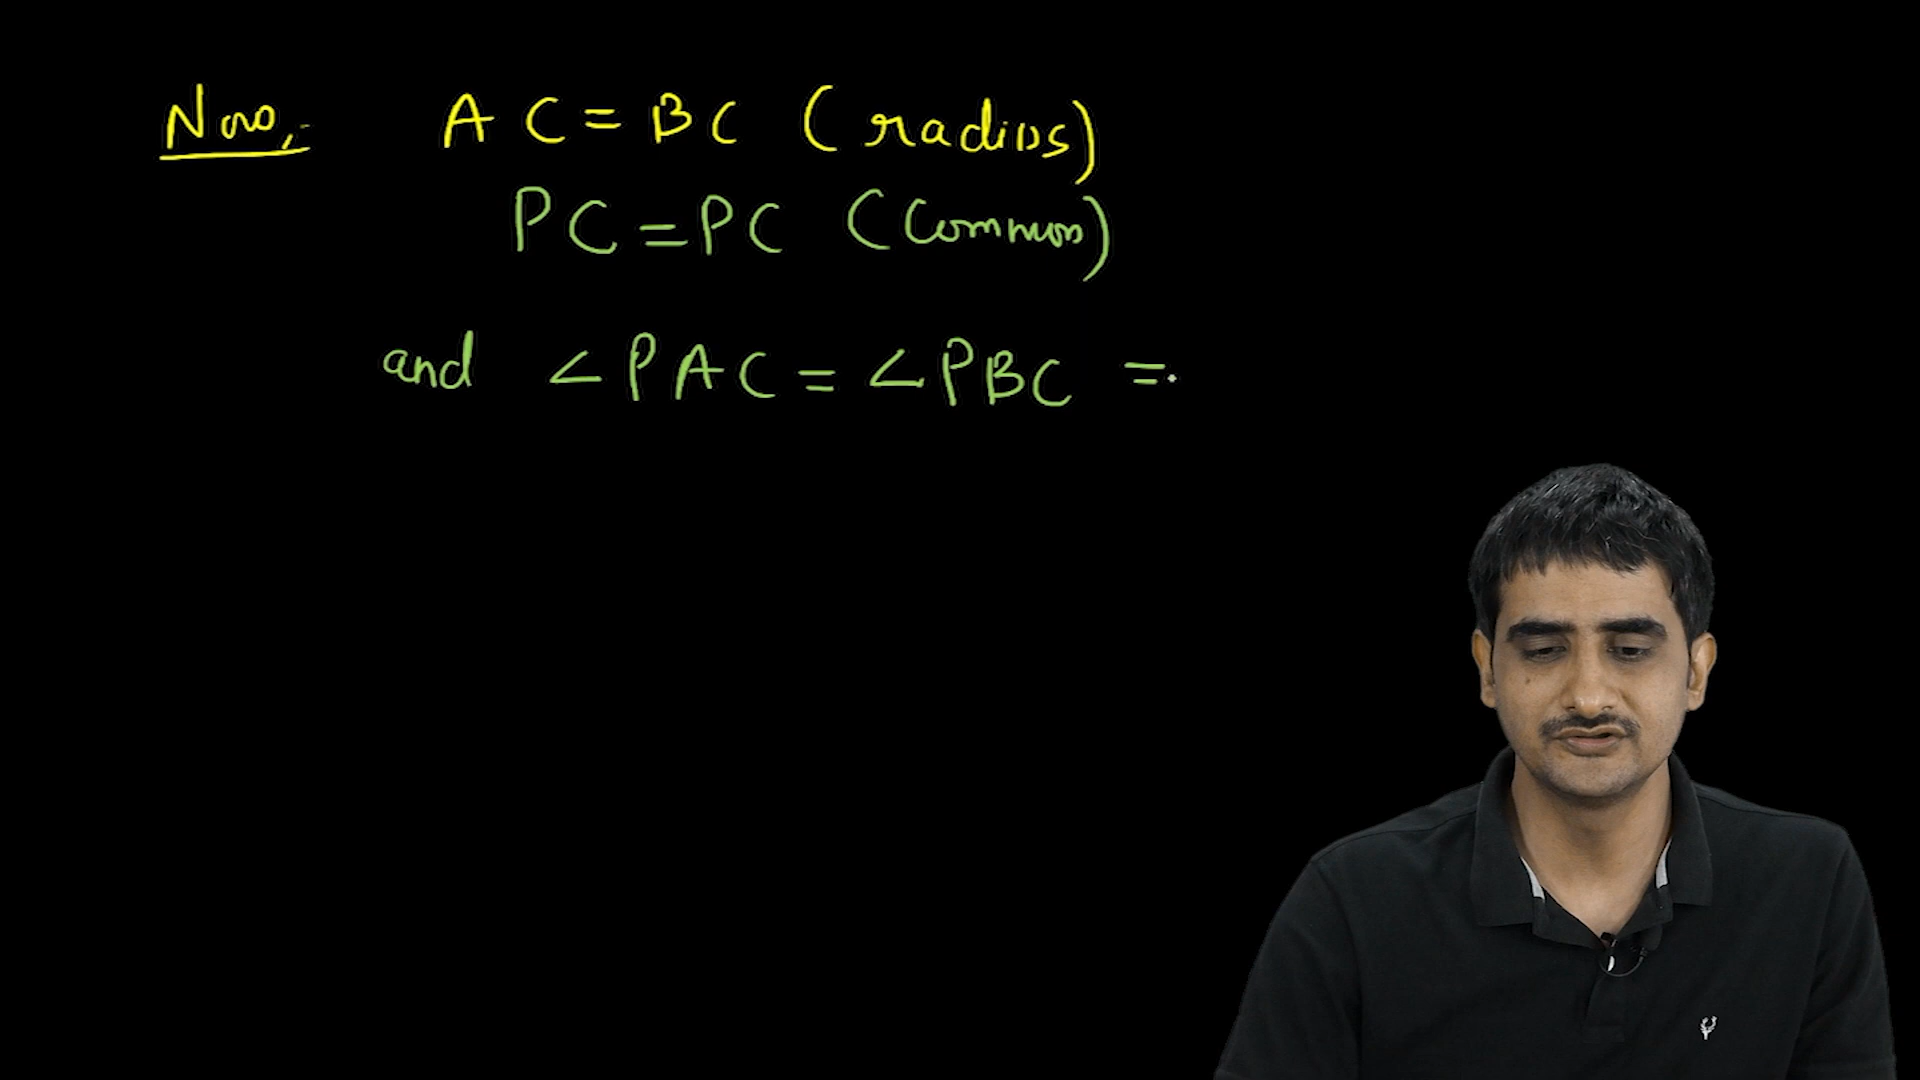 Now,
AC = BC (radius)
PC = PC (Common)
and ∠PAC = ∠PBC =